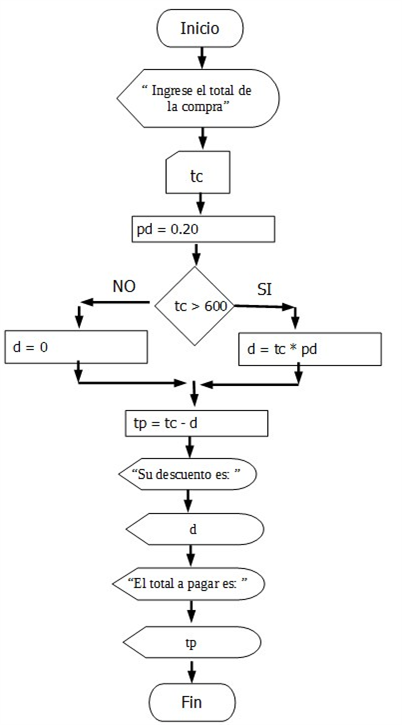 Inicio
“ Ingrese el total de
la compra”
tc
pd = 0.20
NO
tc > 600
SI
d = 0
d = tc * pd
tp = tc - d
“Su descuento es: ”
d
“El total a pagar es: ”
tp
Fin